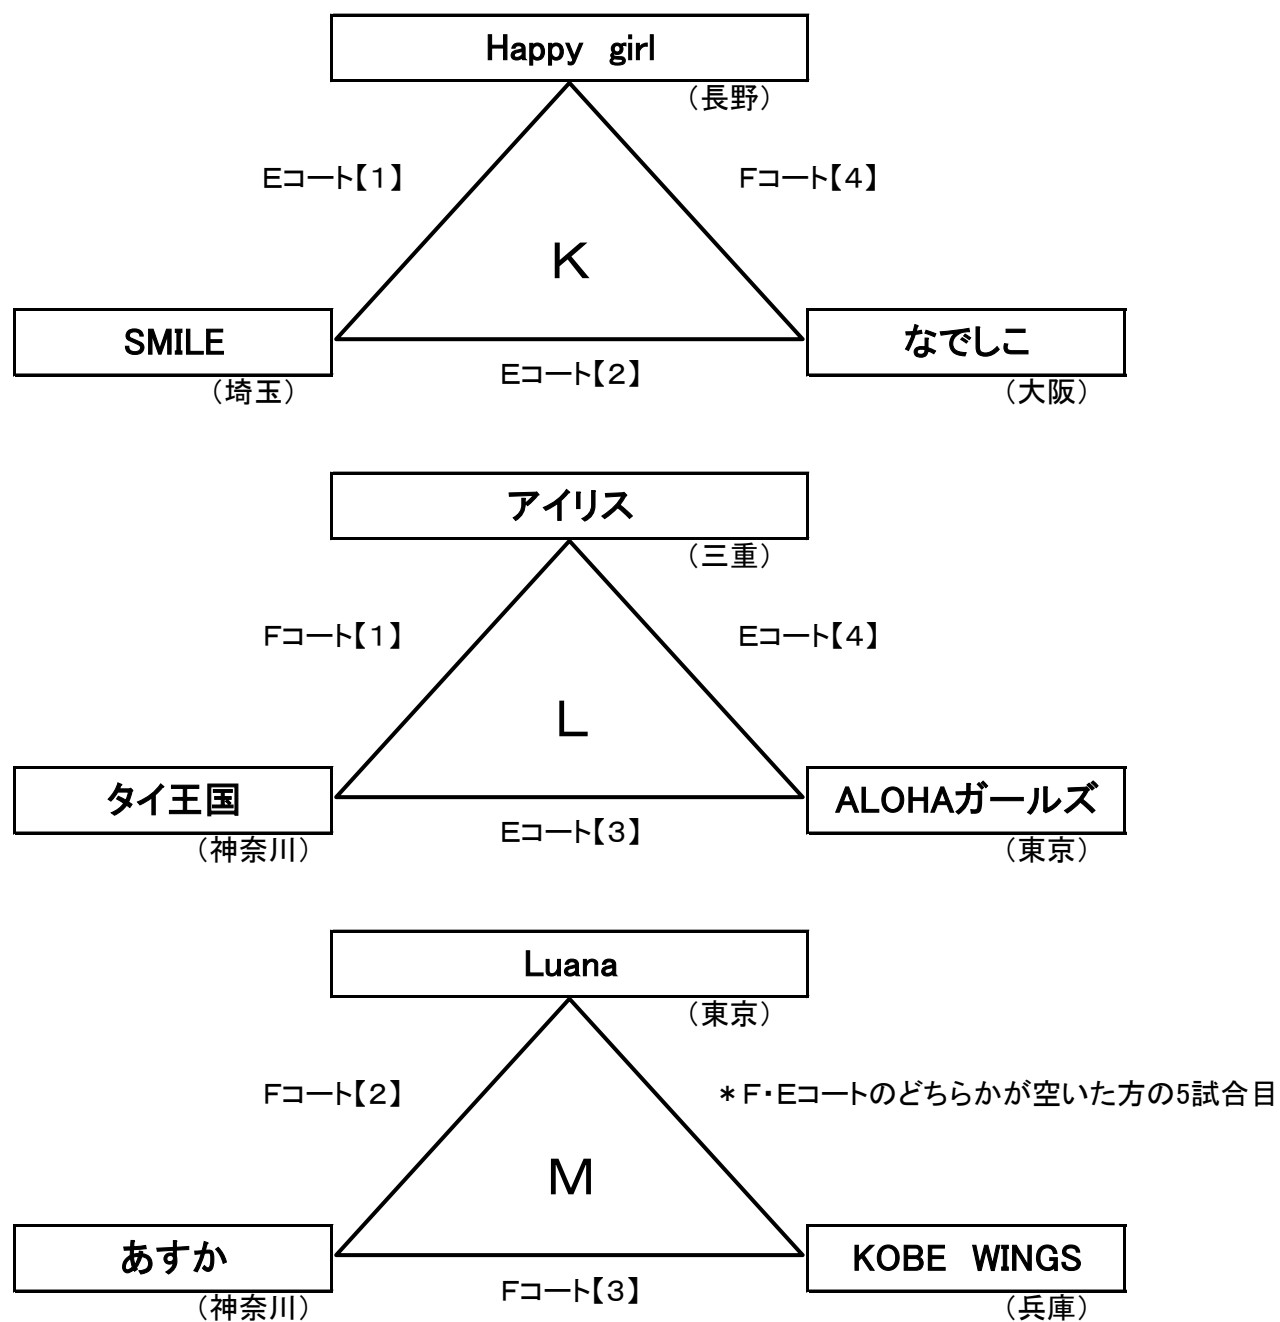 Happy　girl
（長野）
Eコート【1】
Fコート【4】
K
SMILE
なでしこ
（埼玉）
Eコート【2】
（大阪）
アイリス
（三重）
Fコート【1】
Eコート【4】
L
タイ王国
ALOHAガールズ
（神奈川）
Eコート【3】
（東京）
Luana
（東京）
Fコート【2】
＊F・Eコートのどちらかが空いた方の5試合目
M
あすか
KOBE　WINGS
（神奈川）
Fコート【3】
（兵庫）